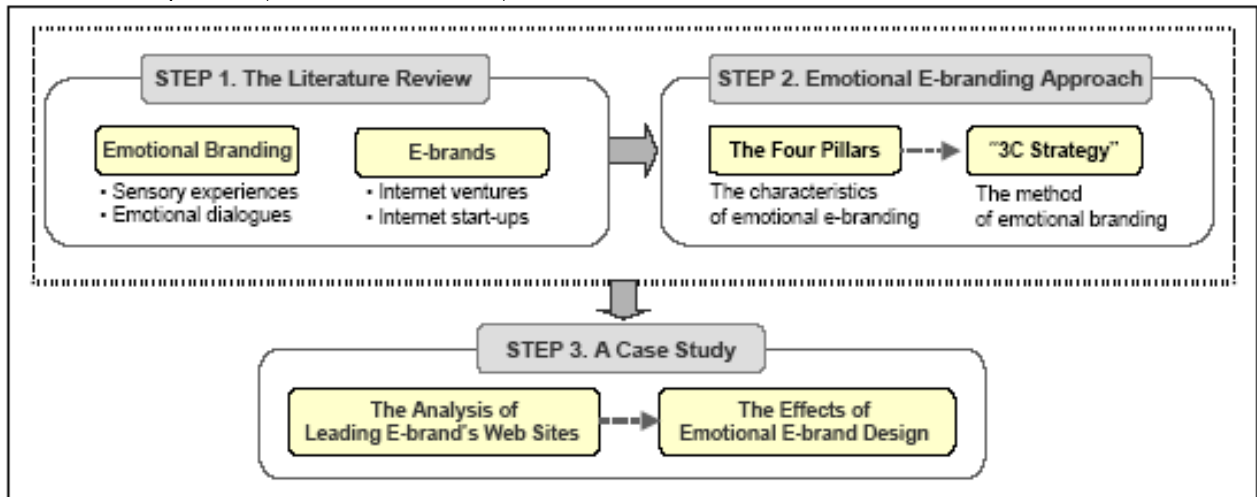 STEP 1. The Literature Review
Emotional Branding
• Sensory experiences
• Emotional dialogues
E-brands
• Internet ventures
• Internet start-ups
STEP 2. Emotional E-branding Approach
The Four Pillars
The characteristics
of emotional e-branding
"3C Strategy"
The method
of emotional branding
STEP 3. A Case Study
The Analysis of
Leading E-brand's Web Sites
The Effects of
Emotional E-brand Design